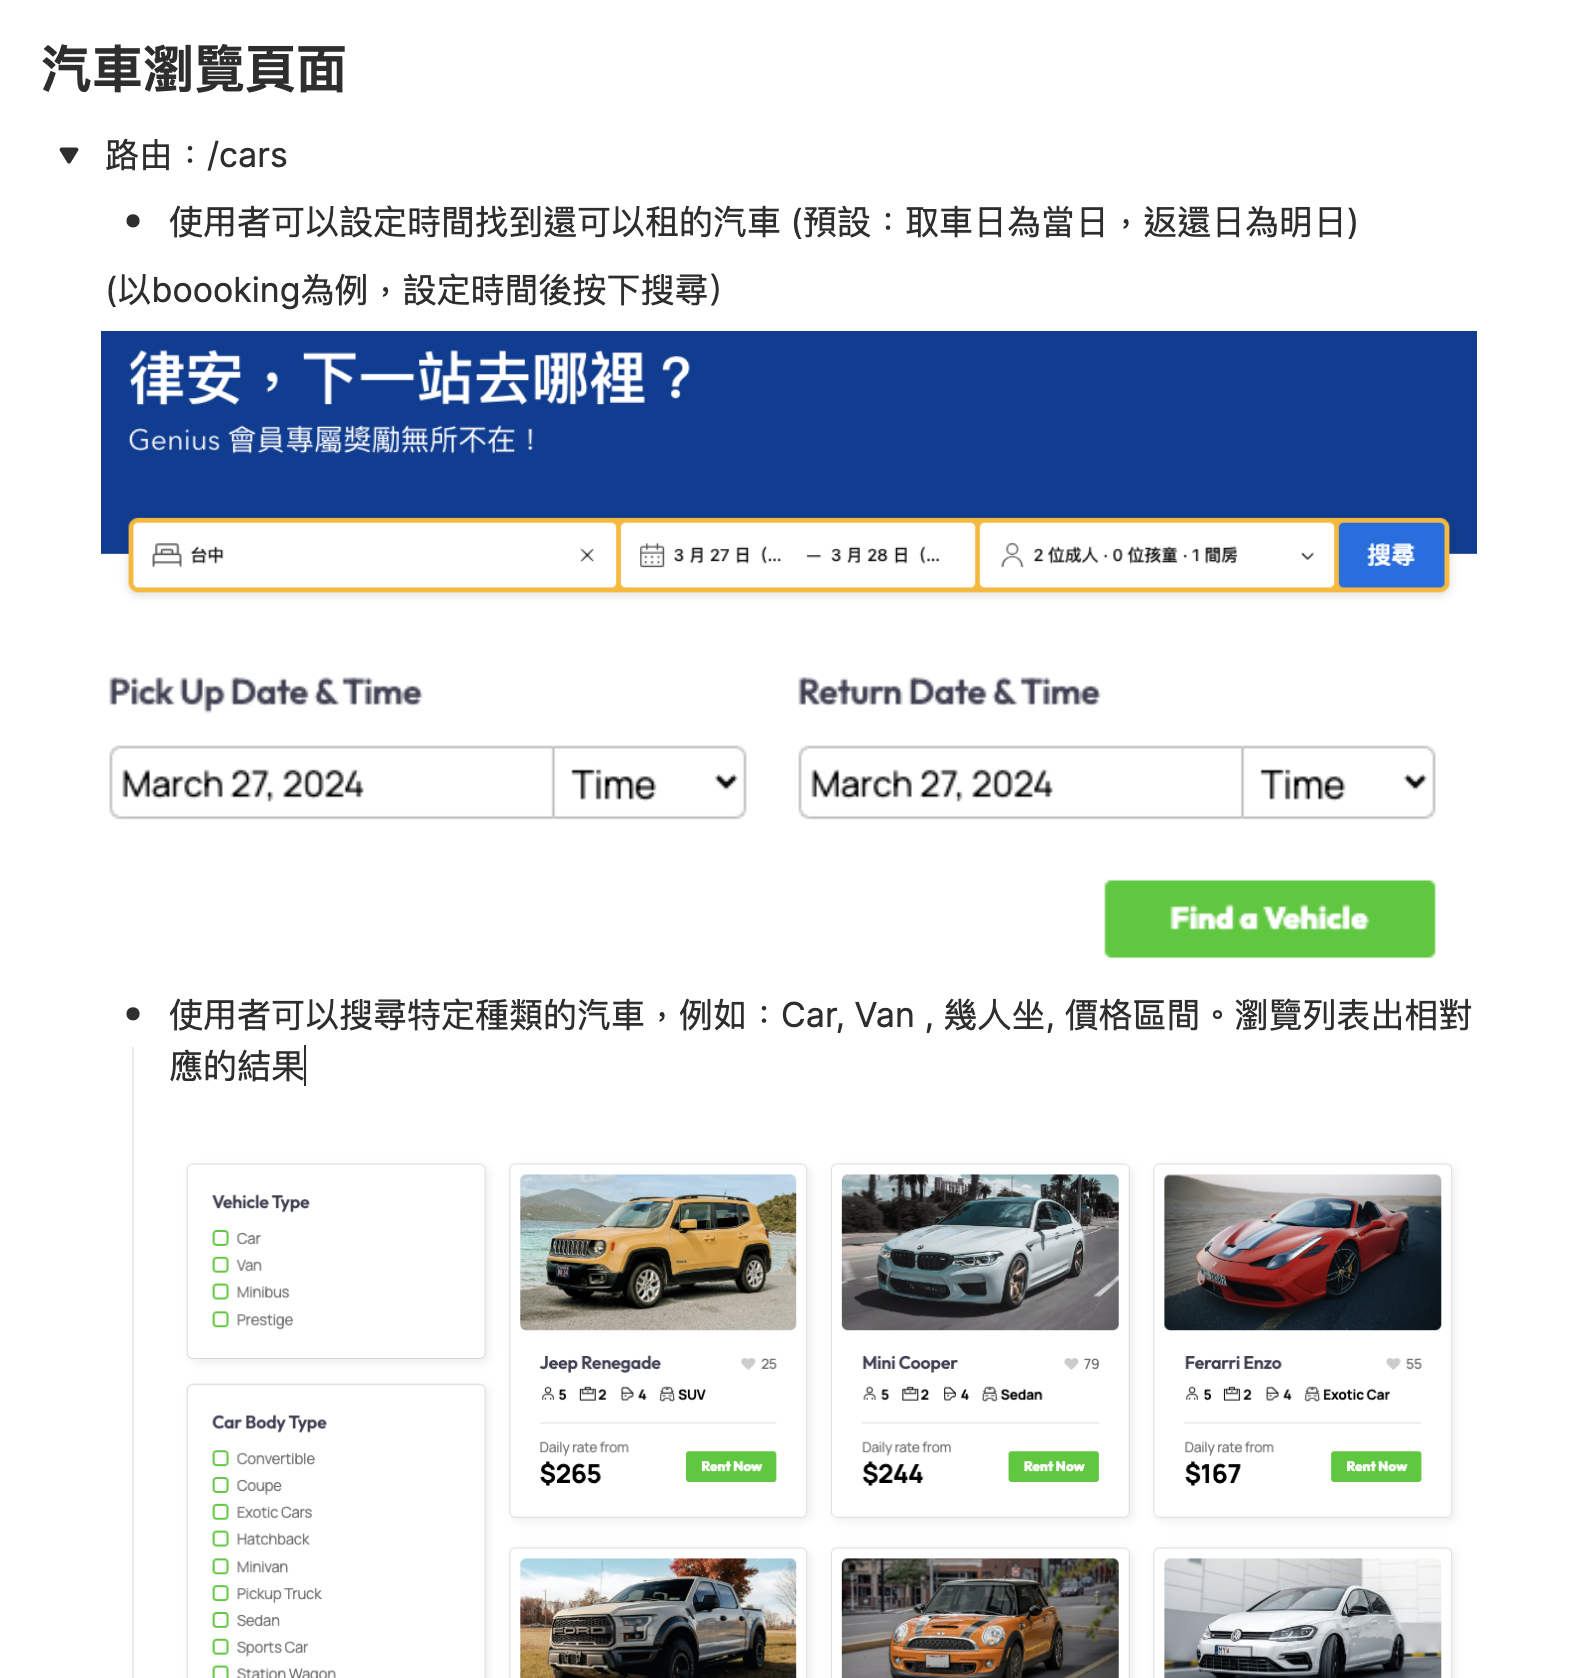 汽車瀏覽頁面
路由：/cars
使用者可以設定時間找到還可以租的汽車 (預設：取車日為當日，返還日為明日)
(以boooking為例，設定時間後按下搜尋）
律安，下一站去哪裡？
Genius 會員專屬獎勵無所不在！
台中 3 月 27 日（... — 3 月 28 日（... 2 位成人 · 0 位孩童 · 1 間房 搜尋
Pick Up Date & Time Return Date & Time
March 27, 2024 Time March 27, 2024 Time
Find a Vehicle
使用者可以搜尋特定種類的汽車，例如：Car, Van , 幾人坐, 價格區間。瀏覽列表出相對
應的結果
Vehicle Type
Car
Van
Minibus
Prestige
Car Body Type
Convertible
Coupe
Exotic Cars
Hatchback
Minivan
Pickup Truck
Sedan
Sports Car
Station Wagon
Jeep Renegade 25
5 2 4 SUV
Daily rate from
$265 Rent Now
Mini Cooper 79
5 2 4 Sedan
Daily rate from
$244 Rent Now
Ferarri Enzo 55
5 2 4 Exotic Car
Daily rate from
$167 Rent Now
FORD